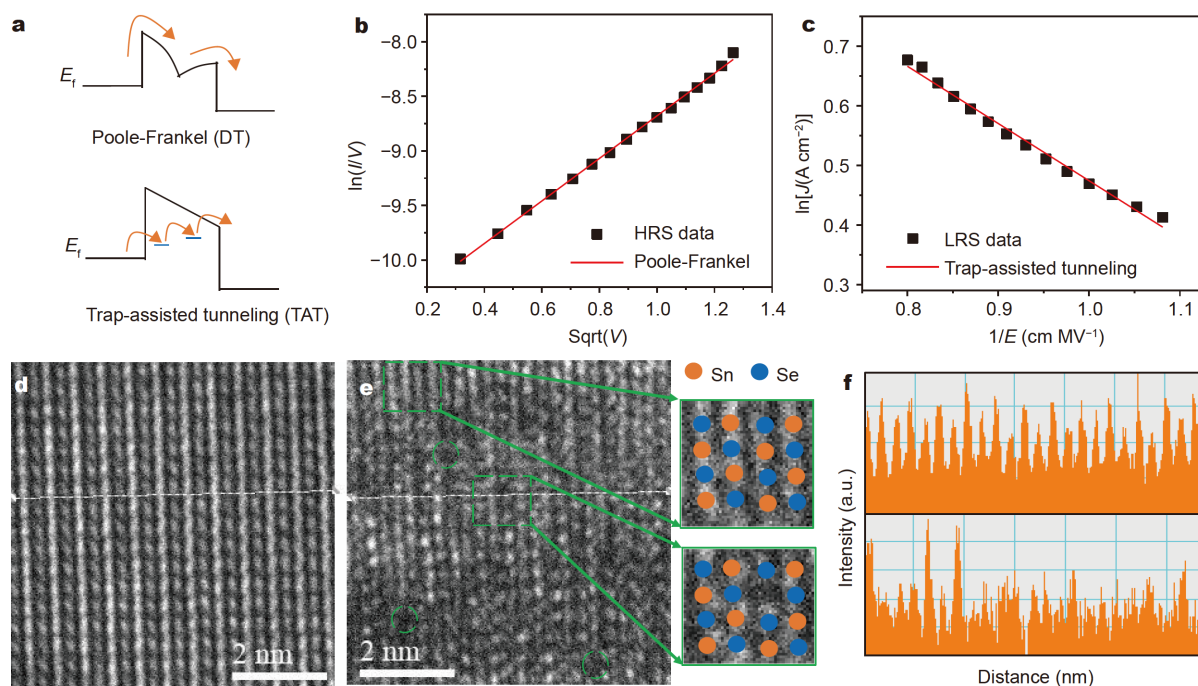 a
E_f
Poole-Frankel (DT)
E_f
Trap-assisted tunneling (TAT)
b
ln(I/V)
−8.0
−8.5
−9.0
−9.5
−10.0
HRS data
Poole-Frankel
0.2 0.4 0.6 0.8 1.0 1.2 1.4
Sqrt(V)
c
ln[J(A cm⁻²)]
0.7
0.6
0.5
0.4
0.3
LRS data
Trap-assisted tunneling
0.8 0.9 1.0 1.1
1/E (cm MV⁻¹)
d
2 nm
e
2 nm
Sn Se
f
Intensity (a.u.)
Distance (nm)